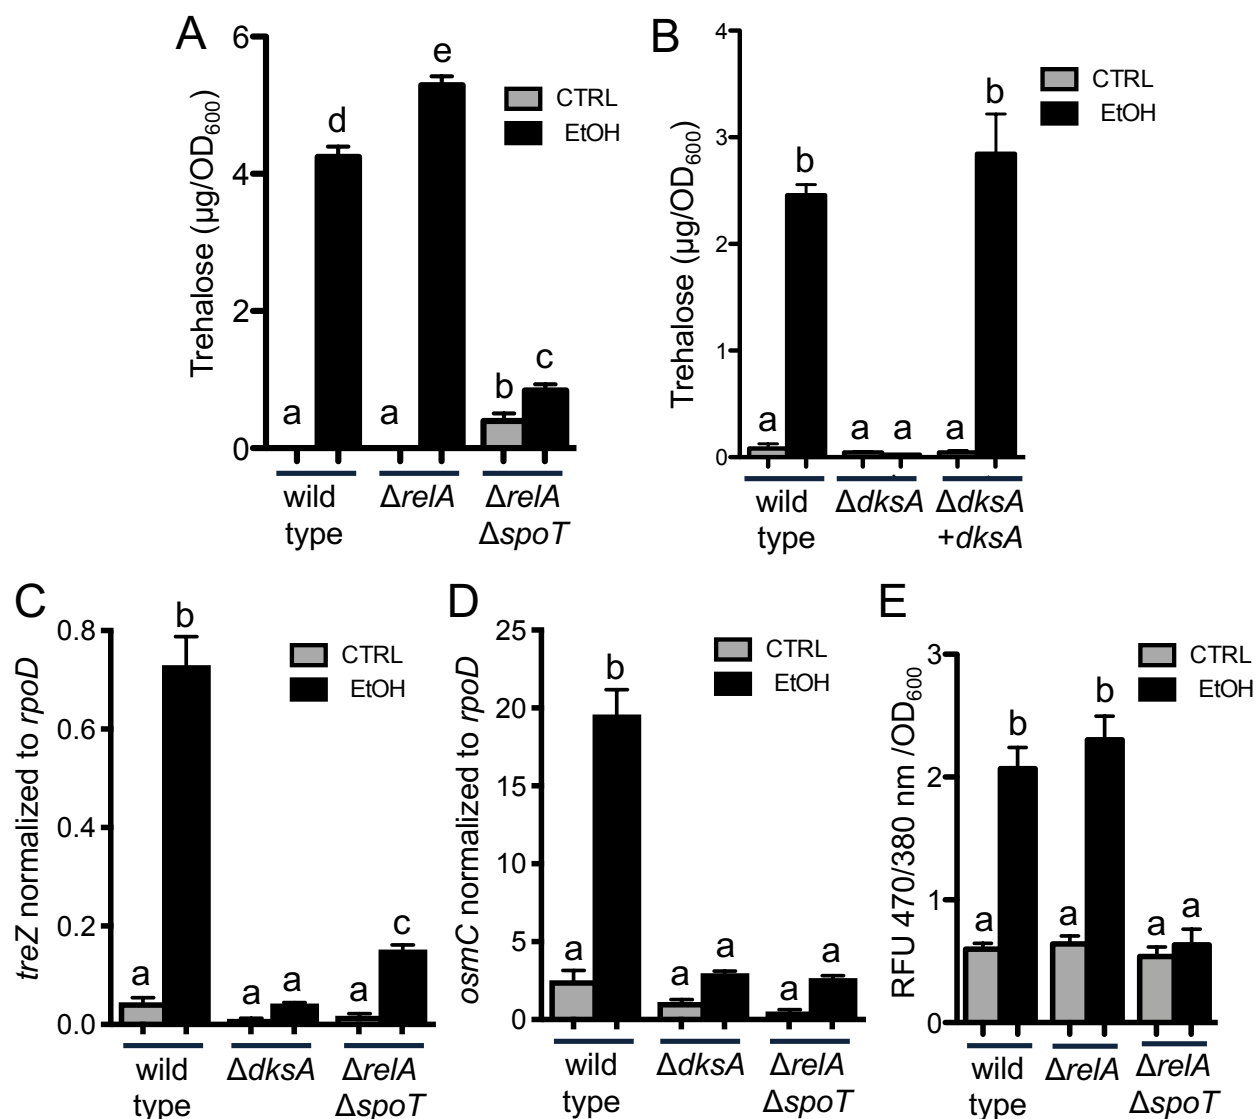 A
6
4
2
0
Trehalose (µg/OD600)
a
d
a
e
b
c
CTRL
EtOH
wild
type
ΔrelA
ΔrelA
ΔspoT
B
4
3
2
1
0
Trehalose (µg/OD600)
a
b
a
a
a
b
CTRL
EtOH
wild
type
ΔdksA
ΔdksA
+dksA
C
0.8
0.6
0.4
0.2
0.0
treZ normalized to rpoD
a
b
a
a
a
c
CTRL
EtOH
wild
type
ΔdksA
ΔrelA
ΔspoT
D
25
20
15
10
5
0
osmC normalized to rpoD
a
b
a
a
a
a
CTRL
EtOH
wild
type
ΔdksA
ΔrelA
ΔspoT
E
3
2
1
0
RFU 470/380 nm /OD600
a
b
a
b
a
a
CTRL
EtOH
wild
type
ΔrelA
ΔrelA
ΔspoT